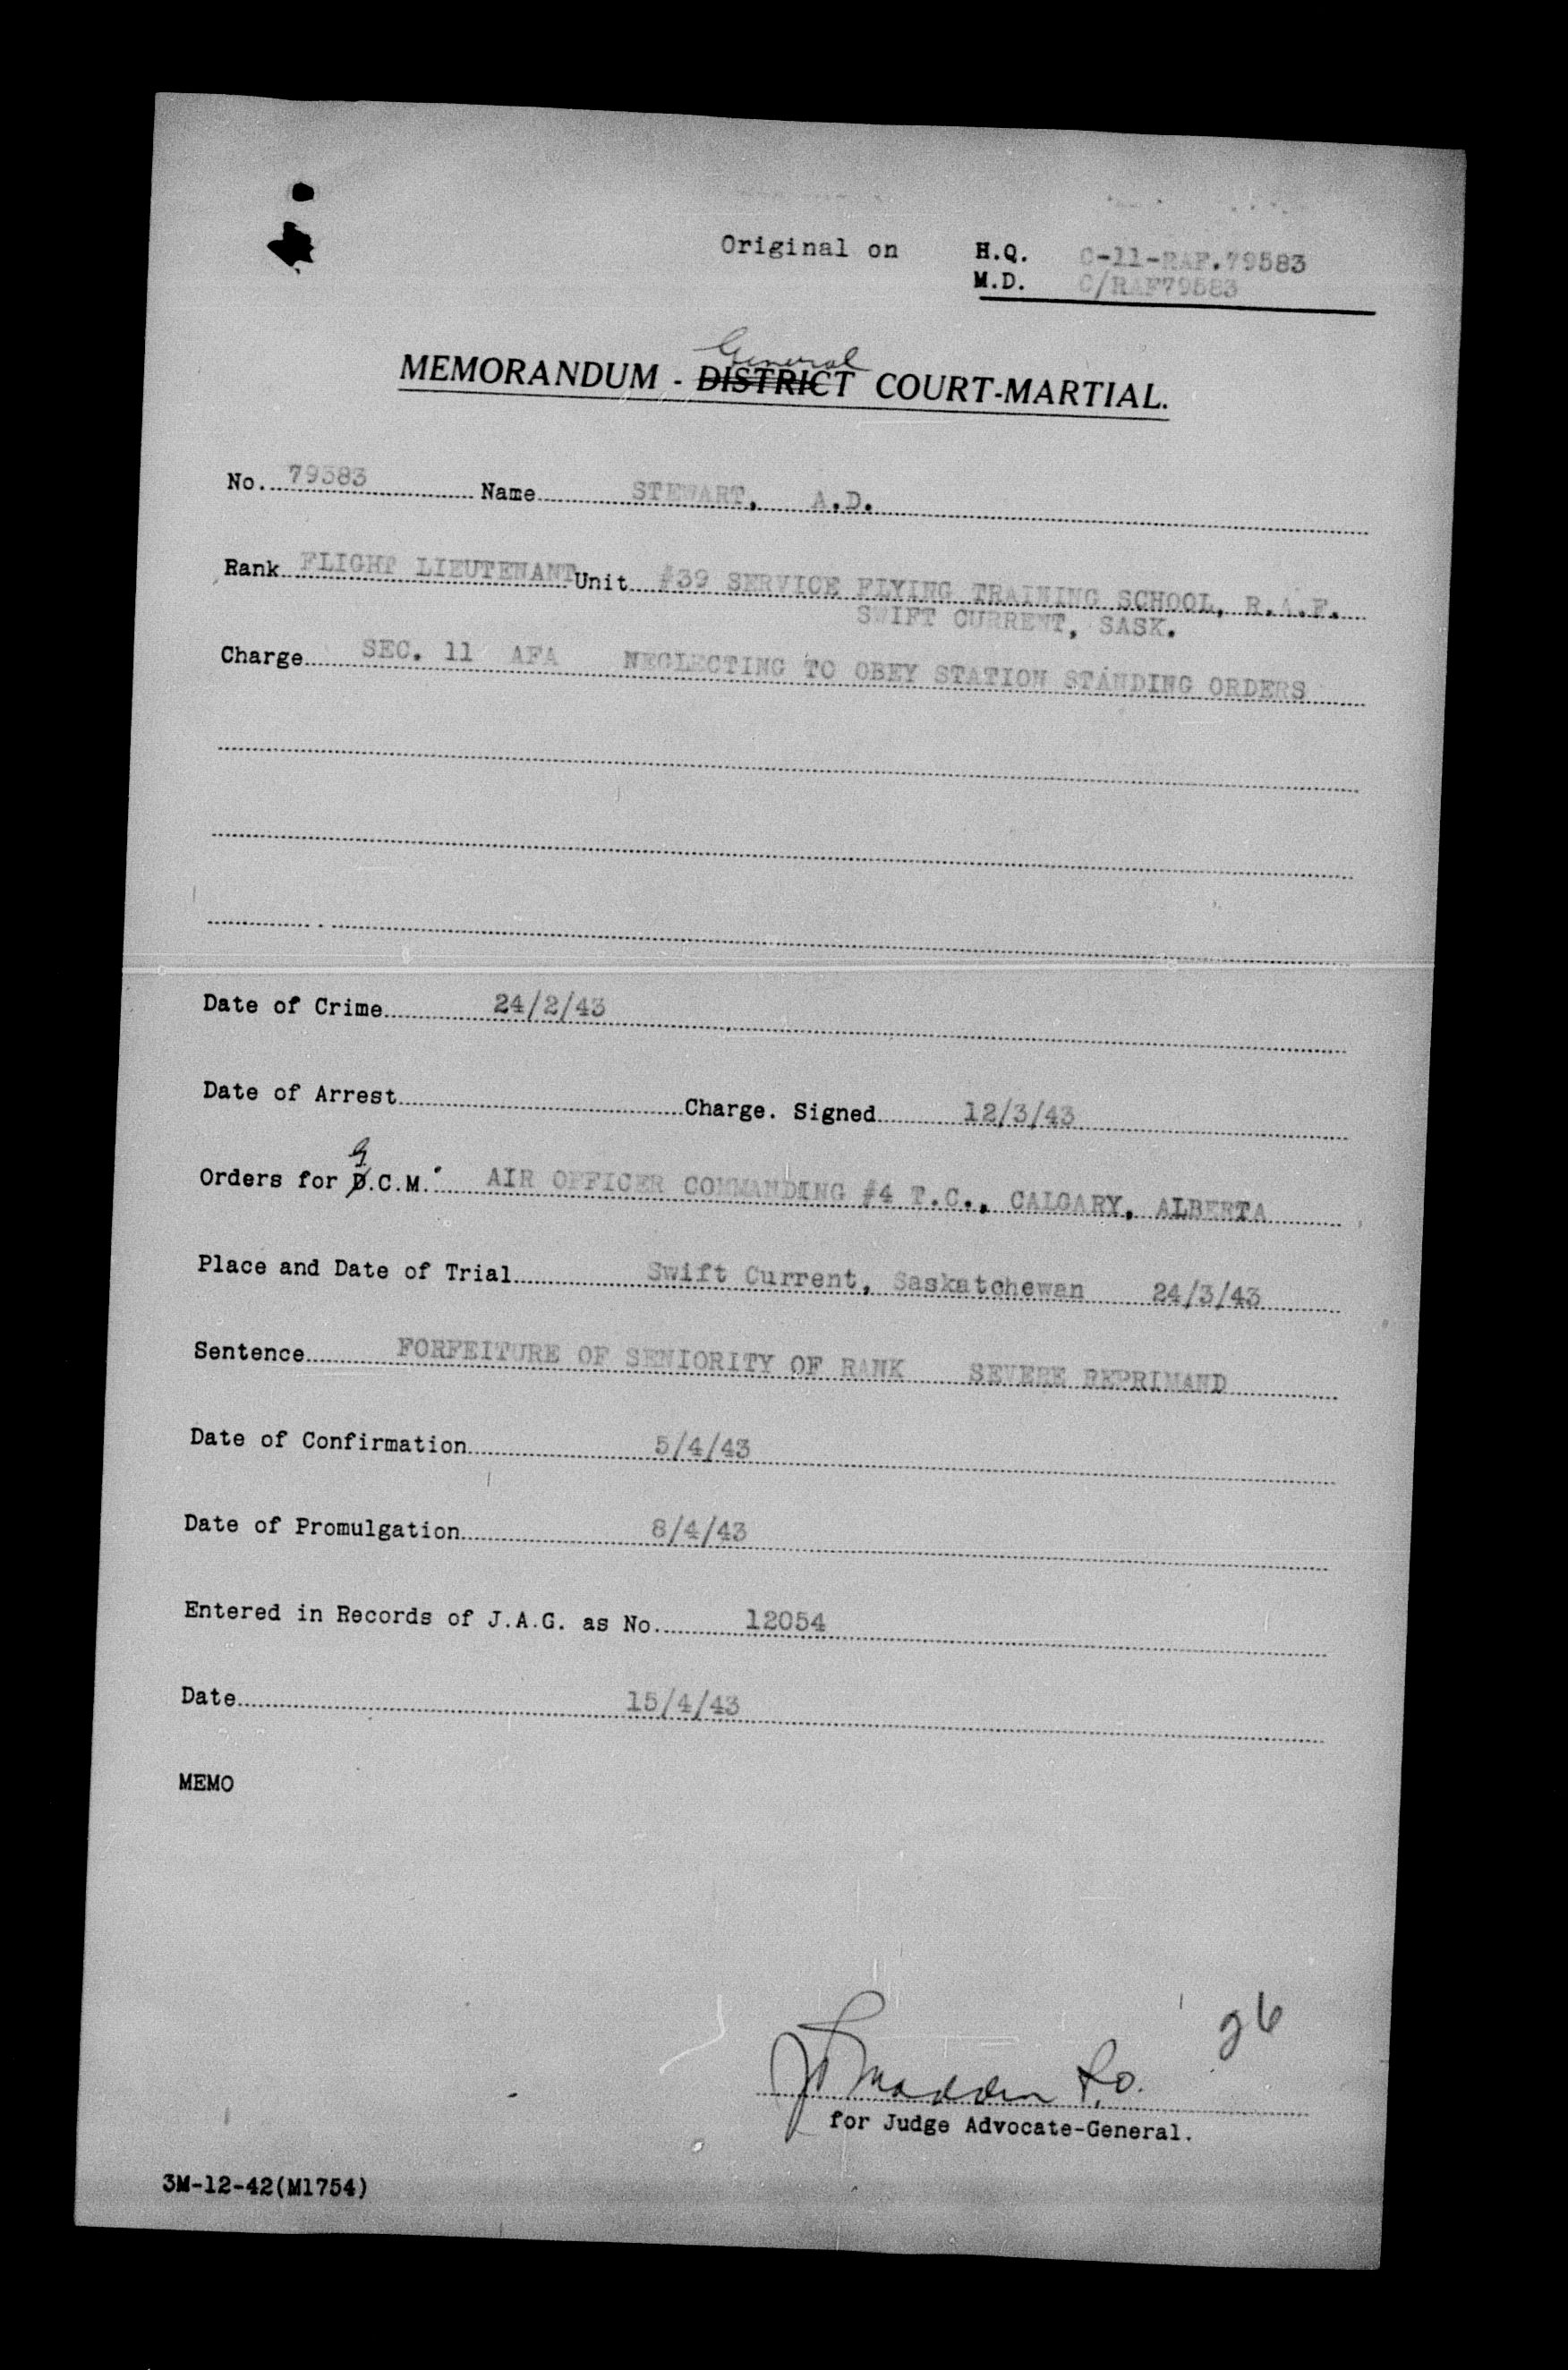 Original on H.Q. C-11-RAF.79583
M.D. C/RAF79583
General
MEMORANDUM - DISTRICT COURT-MARTIAL.
No. 79583 Name STEWART, A.D.
Rank FLIGHT LIEUTENANT Unit #39 SERVICE FLYING TRAINING SCHOOL, R.A.F.
SWIFT CURRENT, SASK.
Charge SEC. 11 AFA NEGLECTING TO OBEY STATION STANDING ORDERS
Date of Crime 24/2/43
Date of Arrest Charge. Signed 12/3/43
G
Orders for D.C.M. AIR OFFICER COMMANDING #4 T.C., CALGARY, ALBERTA
Place and Date of Trial Swift Current, Saskatchewan 24/3/43
Sentence FORFEITURE OF SENIORITY OF RANK SEVERE REPRIMAND
Date of Confirmation 5/4/43
Date of Promulgation 8/4/43
Entered in Records of J.A.G. as No. 12054
Date 15/4/43
MEMO
Madden
for Judge Advocate-General.
3M-12-42(M1754)